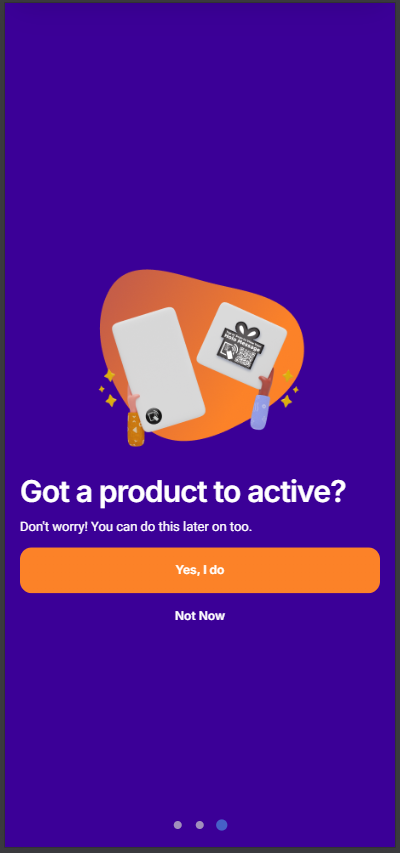 Got a product to active?
Don't worry! You can do this later on too.
Yes, I do
Not Now